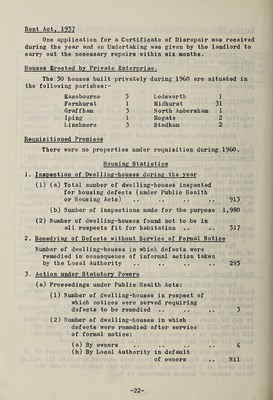 Rent Act, 1957
One application for a Certificate of Disrepair was received
during the year and an Undertaking was given by the landlord to
carry out the necessary repairs within six months.
Houses Erected by Private Enterprise.
The 50 houses built privately during 1960 are situated in
the following parishes:-
Easebourne 5 Lodsworth 1
Fernhurst 1 Midhurst 31
Graffham 3 North Ambersham 1
Iping 1 Rogate 2
Linchmere 3 Stedham 2
Requisitioned Premises
There were no properties under requisition during 1960.
Housing Statistics
1. Inspection of Dwelling-houses during the year
(1) (a) Total number of dwelling-houses inspected
for housing defects (under Public Health
or Housing Acts) .. .. .. .. 913
(b) Number of inspections made for the purpose 1,980
(2) Number of dwelling-houses found not to be in
all respects fit for habitation .. .. 317
2. Remedying of Defects without Service of Formal Notice
Number of dwelling-houses in which defects were
remedied in consequence of informal action taken
by the Local Authority .. .. .. .. 285
3. Action under Statutory Powers
(a) Proceedings under Public Health Acts:
(1) Number of dwelling-houses in respect of
which notices were served requiring
defects to be remedied .. .. .. 3
(2) Number of dwelling-houses in which
defects were remedied after service
of formal notice:
(a) By owners .. .. .. .. 4
(b) By Local Authority in default
of owners .. Nil
-22-